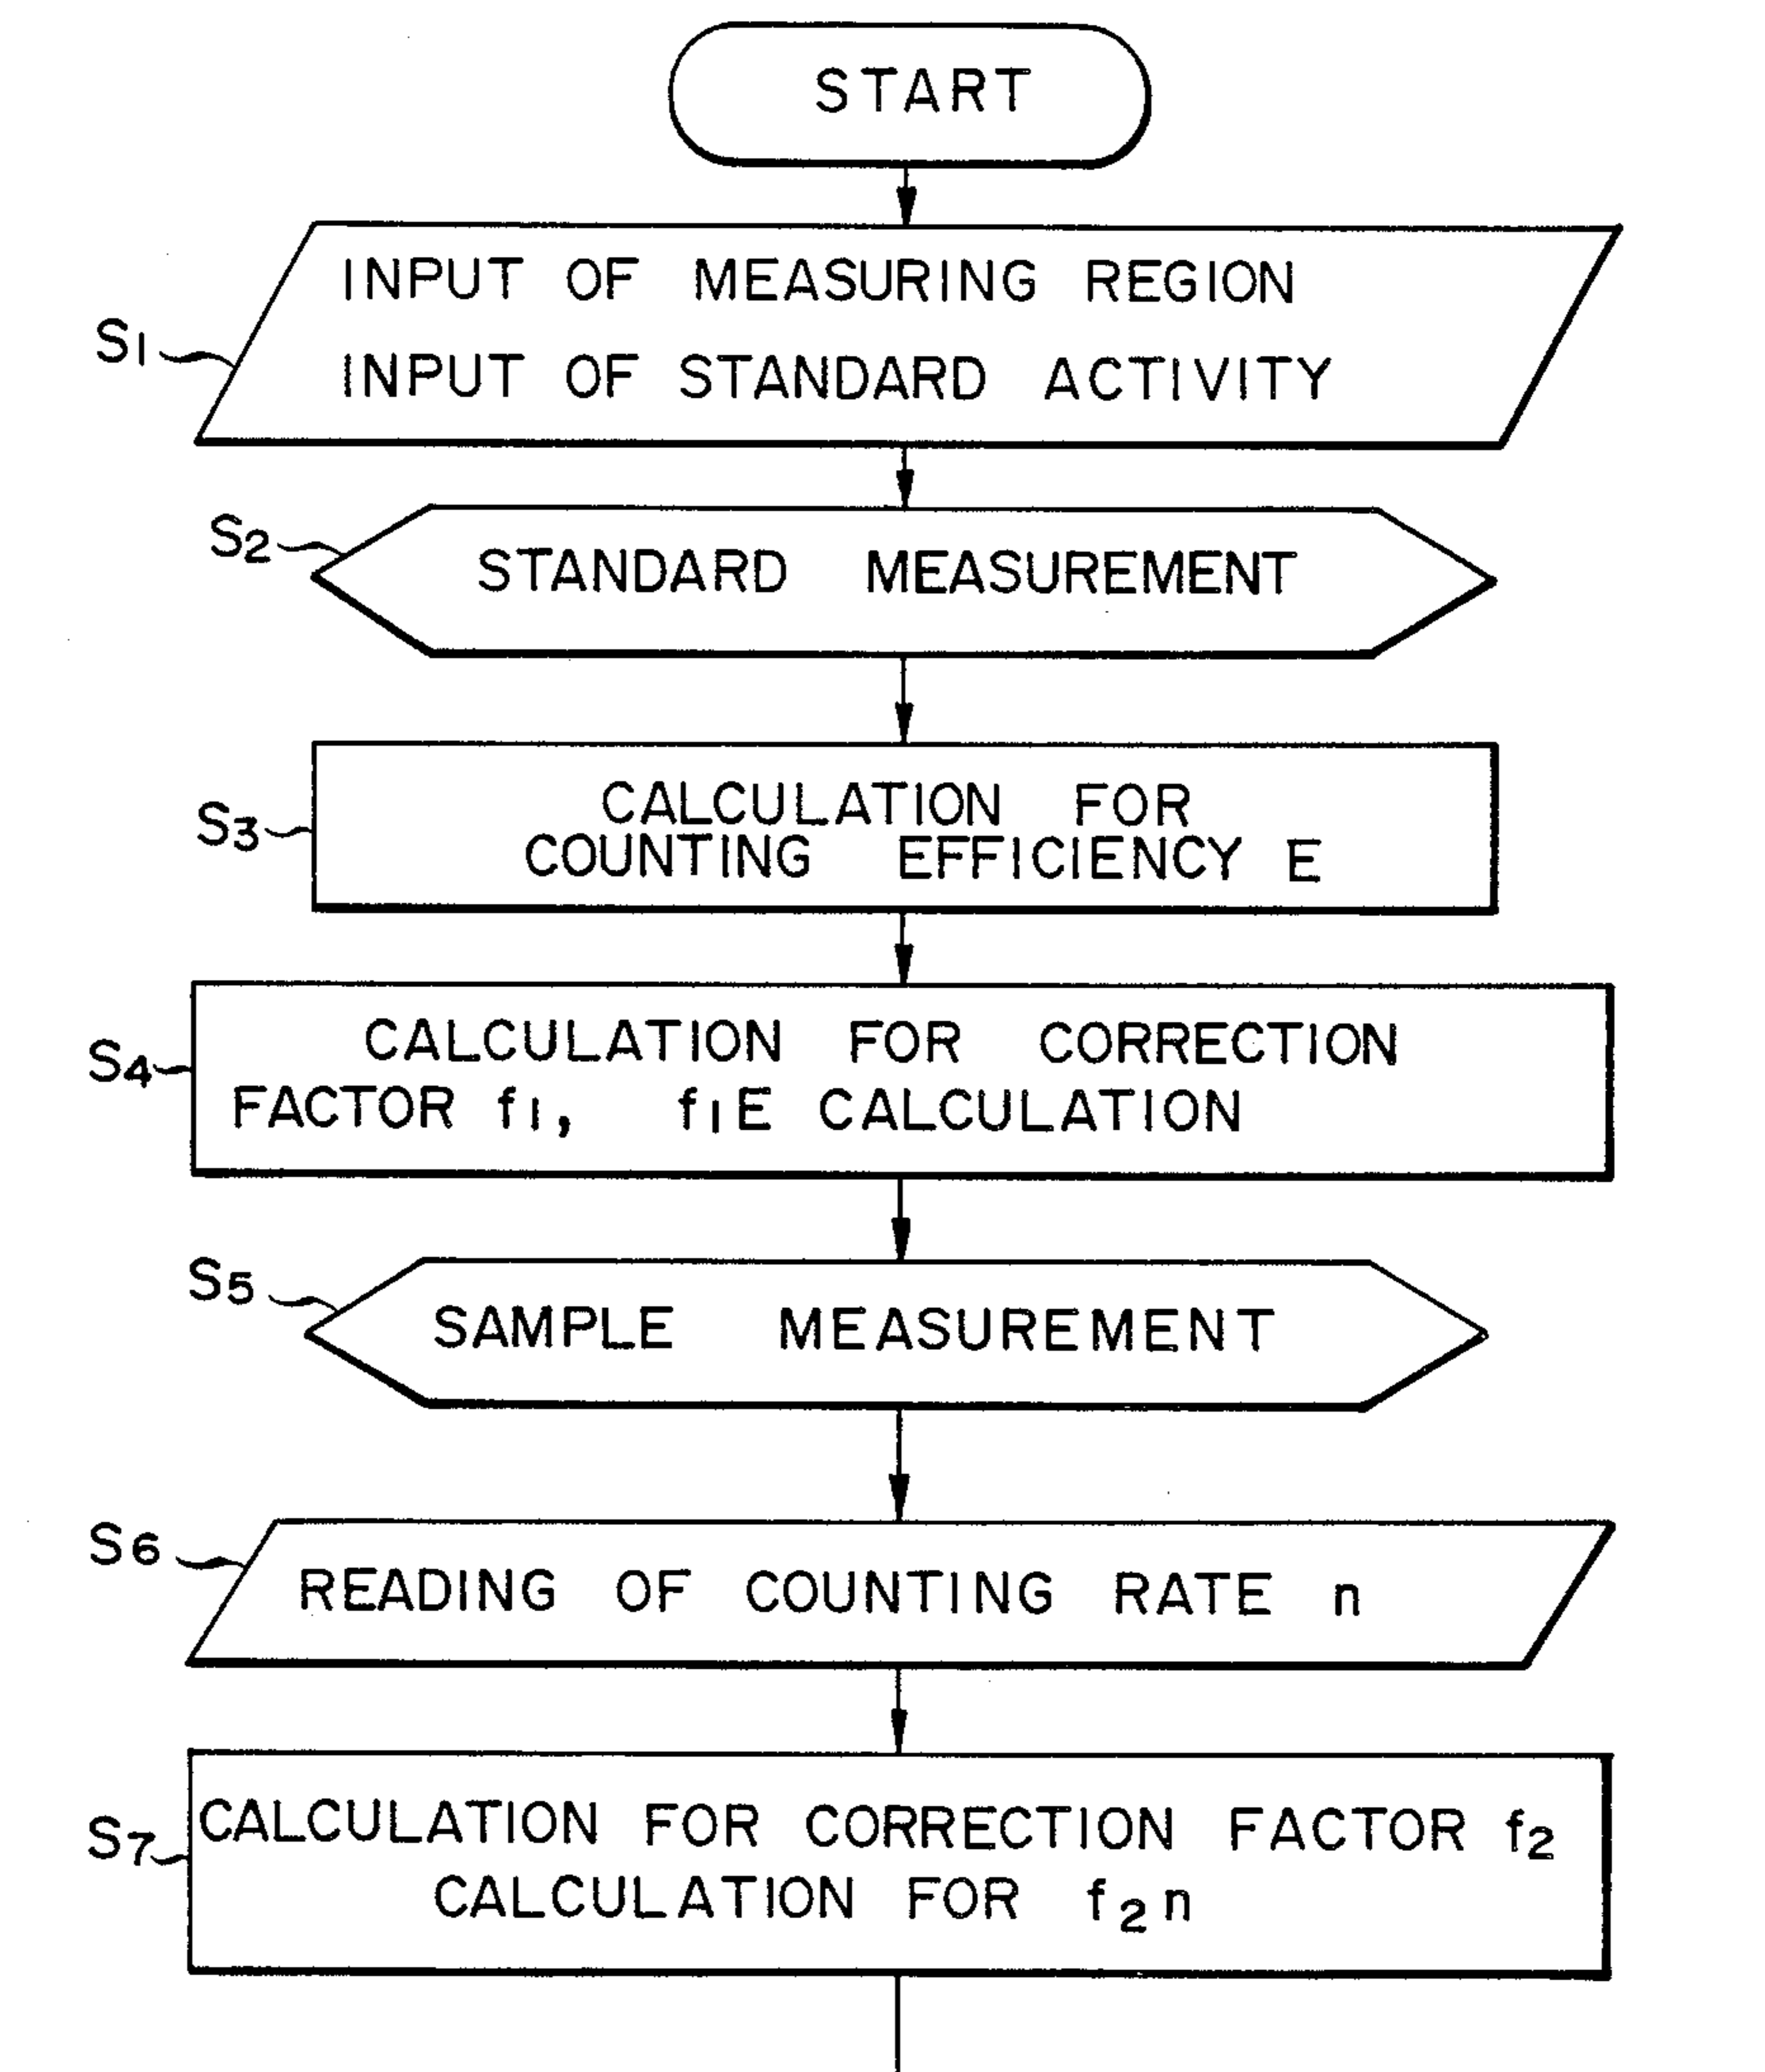 START
S1
INPUT OF MEASURING REGION
INPUT OF STANDARD ACTIVITY
S2
STANDARD MEASUREMENT
S3
CALCULATION FOR
COUNTING EFFICIENCY E
S4
CALCULATION FOR CORRECTION
FACTOR f1, f1E CALCULATION
S5
SAMPLE MEASUREMENT
S6
READING OF COUNTING RATE n
S7
CALCULATION FOR CORRECTION FACTOR f2
CALCULATION FOR f2n